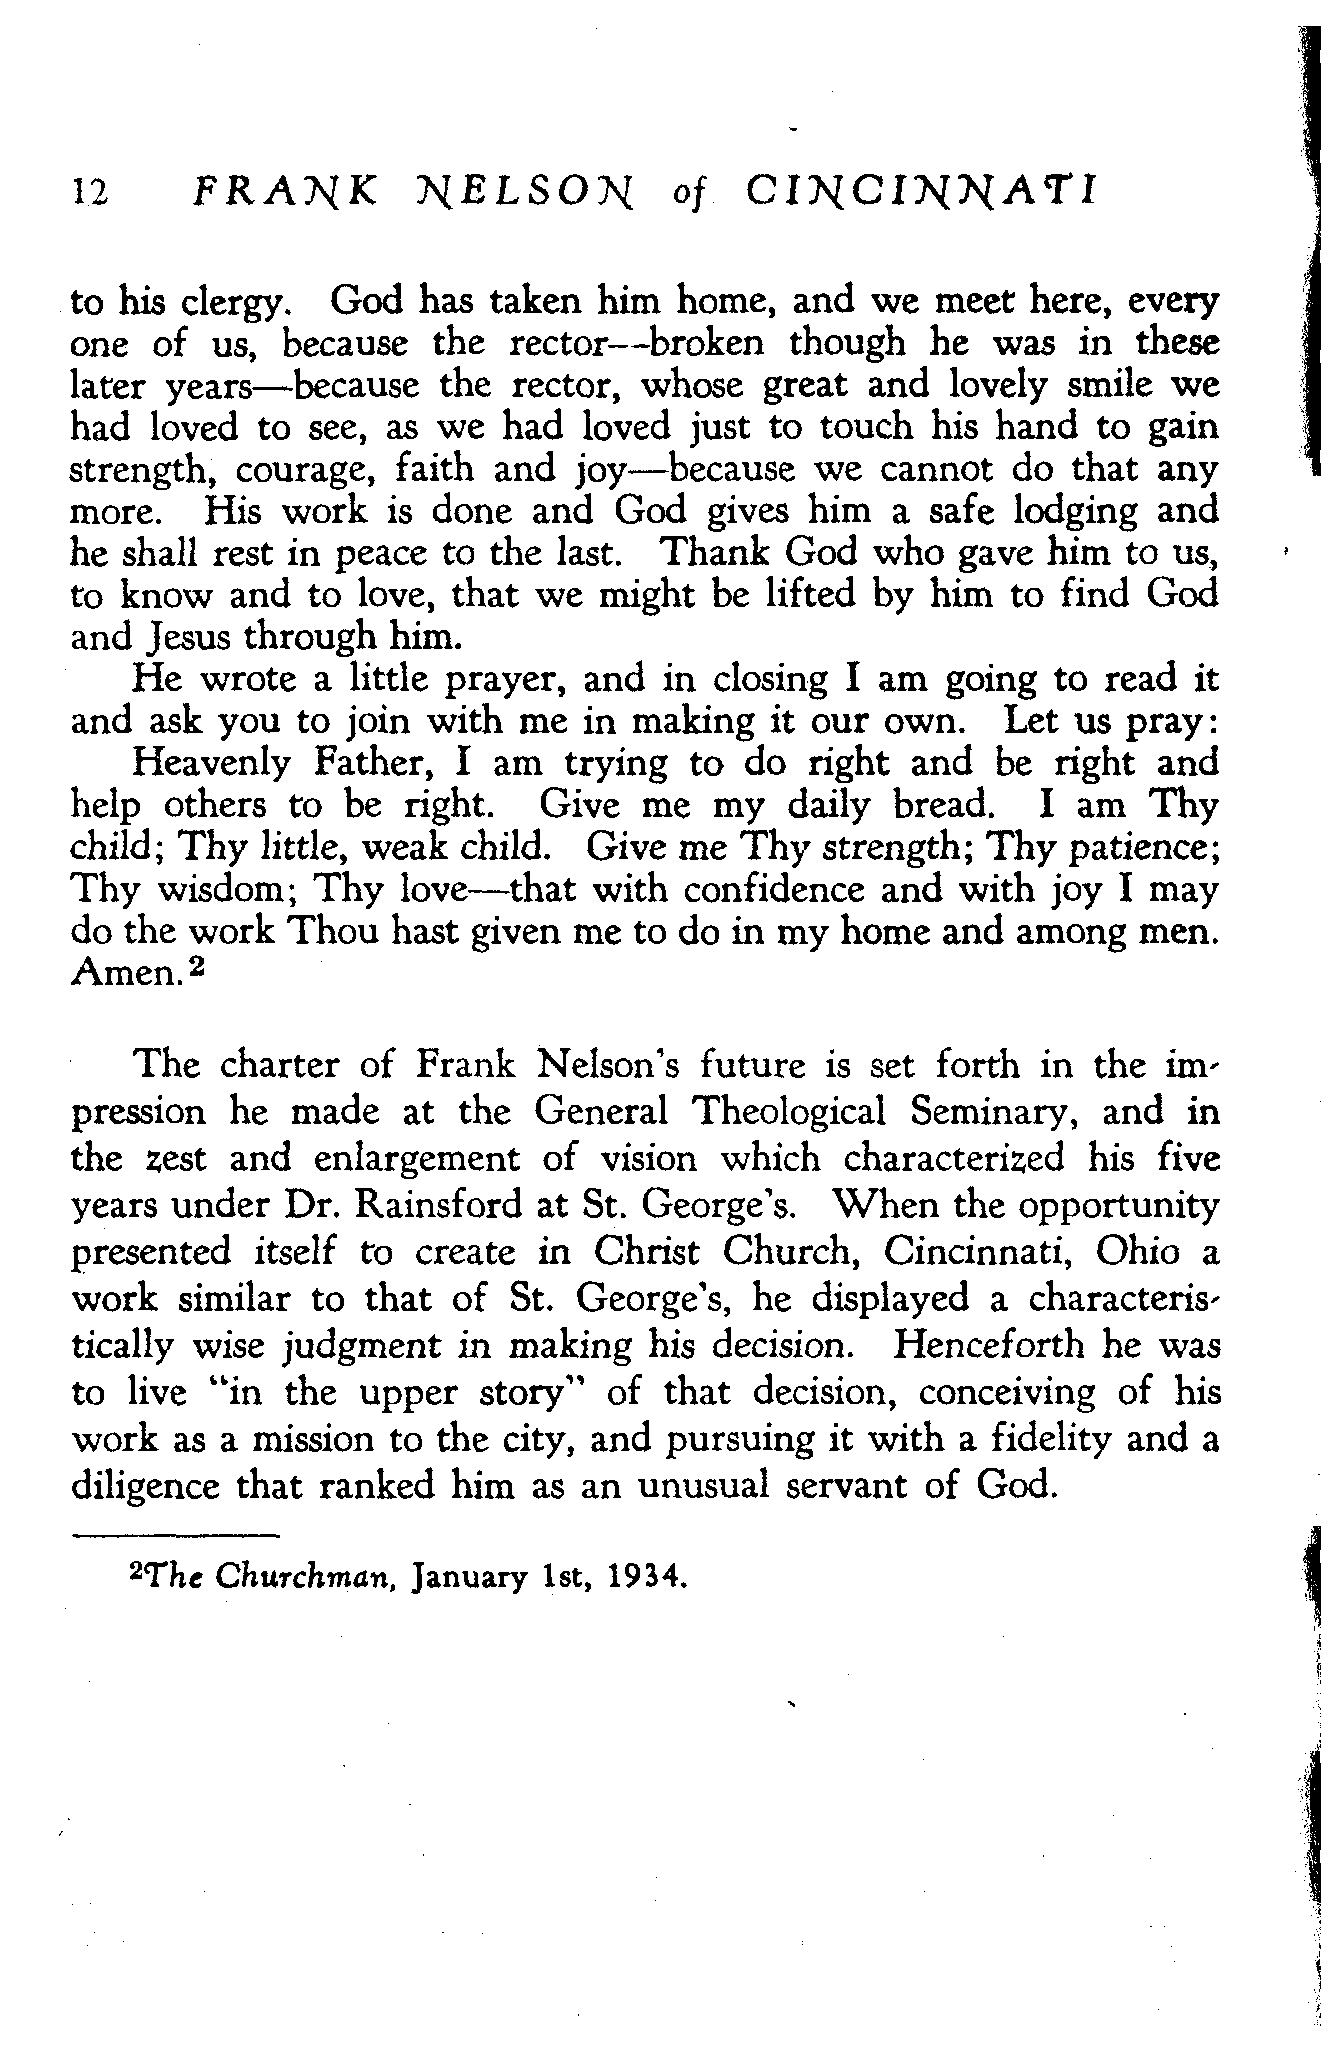 12 FRANK NELSON of CINCINNATI
to his clergy. God has taken him home, and we meet here, every
one of us, because the rector—broken though he was in these
later years—because the rector, whose great and lovely smile we
had loved to see, as we had loved just to touch his hand to gain
strength, courage, faith and joy—because we cannot do that any
more. His work is done and God gives him a safe lodging and
he shall rest in peace to the last. Thank God who gave him to us,
to know and to love, that we might be lifted by him to find God
and Jesus through him.
He wrote a little prayer, and in closing I am going to read it
and ask you to join with me in making it our own. Let us pray:
Heavenly Father, I am trying to do right and be right and
help others to be right. Give me my daily bread. I am Thy
child; Thy little, weak child. Give me Thy strength; Thy patience;
Thy wisdom; Thy love—that with confidence and with joy I may
do the work Thou hast given me to do in my home and among men.
Amen.²
The charter of Frank Nelson's future is set forth in the im-
pression he made at the General Theological Seminary, and in
the zest and enlargement of vision which characterized his five
years under Dr. Rainsford at St. George's. When the opportunity
presented itself to create in Christ Church, Cincinnati, Ohio a
work similar to that of St. George's, he displayed a characteris-
tically wise judgment in making his decision. Henceforth he was
to live "in the upper story" of that decision, conceiving of his
work as a mission to the city, and pursuing it with a fidelity and a
diligence that ranked him as an unusual servant of God.
²The Churchman, January 1st, 1934.